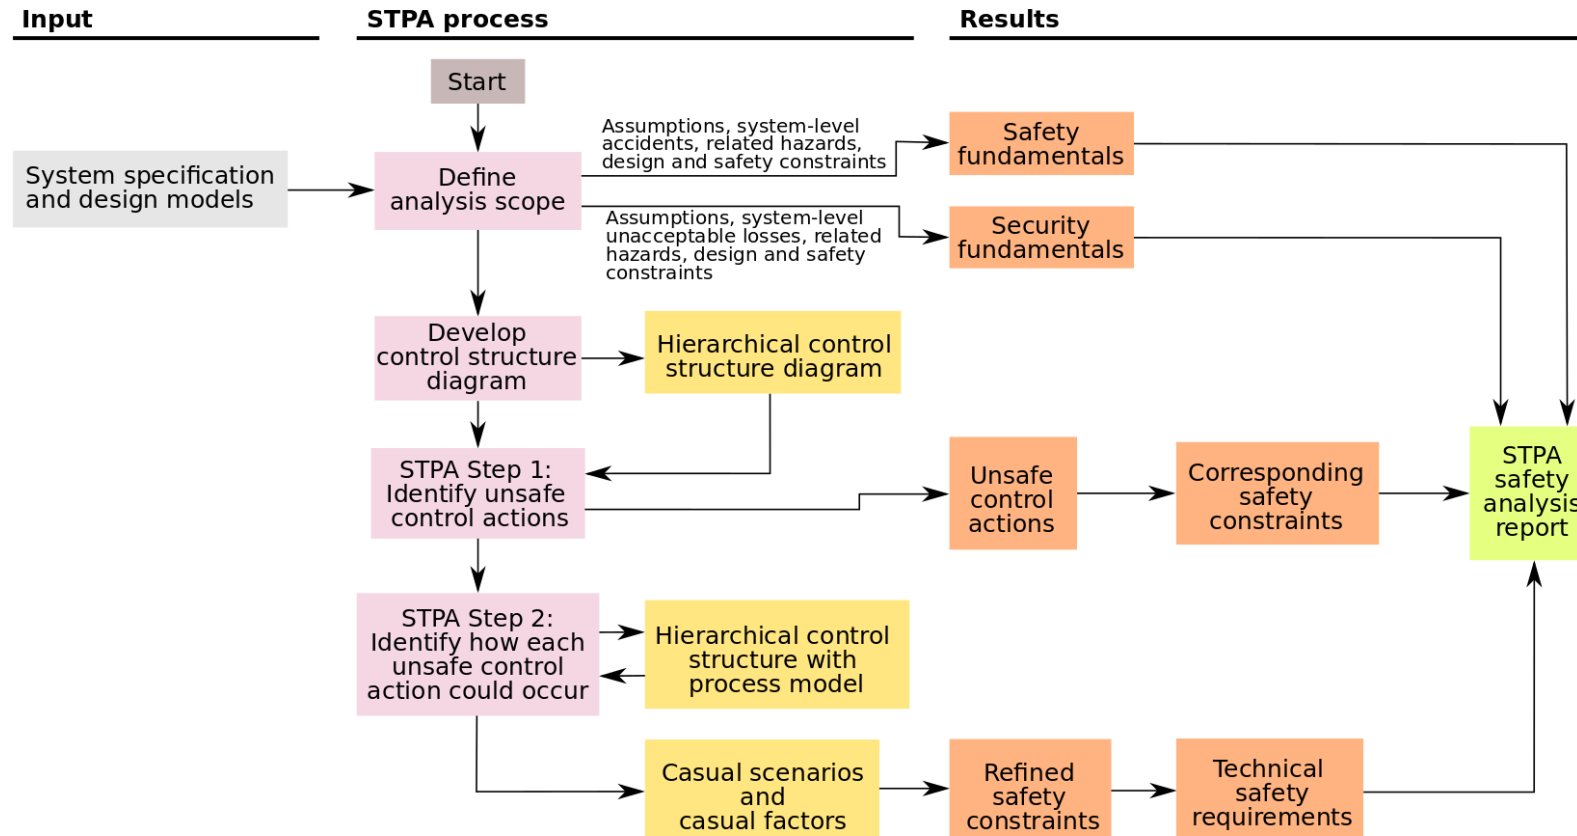 Input
STPA process
Results
Start
System specification
and design models
Define
analysis scope
Assumptions, system-level
accidents, related hazards,
design and safety constraints
Safety
fundamentals
Assumptions, system-level
unacceptable losses, related
hazards, design and safety
constraints
Security
fundamentals
Develop
control structure
diagram
Hierarchical control
structure diagram
STPA Step 1:
Identify unsafe
control actions
Unsafe
control
actions
Corresponding
safety
constraints
STPA
safety
analysis
report
STPA Step 2:
Identify how each
unsafe control
action could occur
Hierarchical control
structure with
process model
Casual scenarios
and
casual factors
Refined
safety
constraints
Technical
safety
requirements